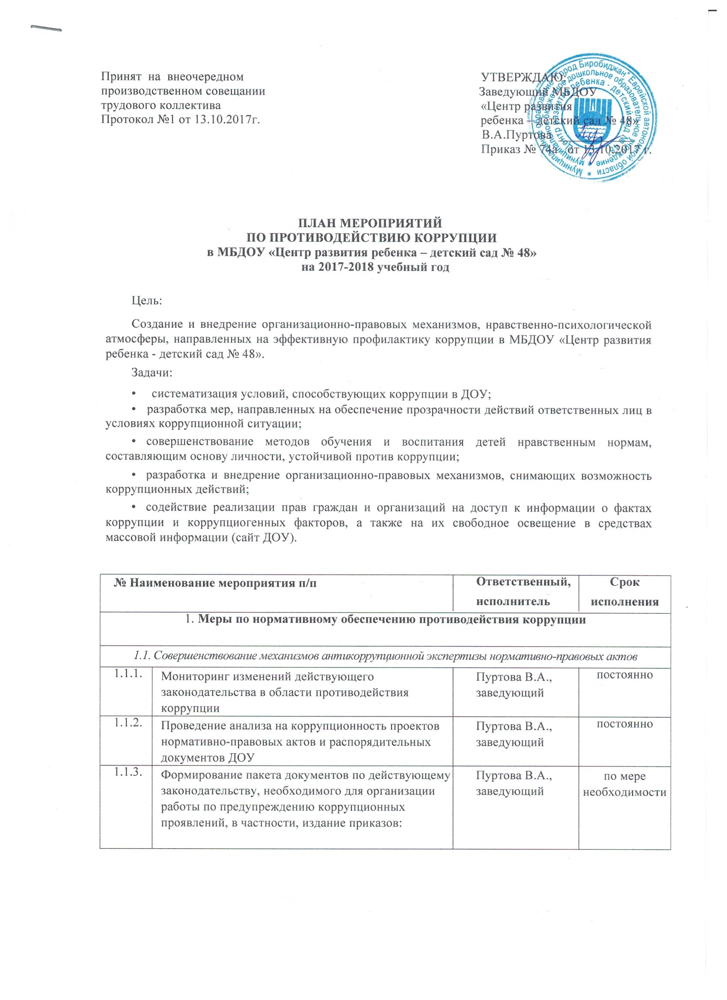 Принят на внеочередном
производственном совещании
трудового коллектива
Протокол №1 от 13.10.2017г.
УТВЕРЖДАЮ:
Заведующий МБДОУ
«Центр развития
ребенка – детский сад № 48»
В.А.Пуртова
Приказ № 74а от 13.10.2017 г.
Муниципальное образование "Город Биробиджан" Еврейской автономной области
муниципальное бюджетное дошкольное образовательное учреждение
"Центр развития ребенка - детский сад № 48"
ПЛАН МЕРОПРИЯТИЙ
ПО ПРОТИВОДЕЙСТВИЮ КОРРУПЦИИ
в МБДОУ «Центр развития ребенка – детский сад № 48»
на 2017-2018 учебный год
Цель:
Создание и внедрение организационно-правовых механизмов, нравственно-психологической
атмосферы, направленных на эффективную профилактику коррупции в МБДОУ «Центр развития
ребенка - детский сад № 48».
Задачи:
• систематизация условий, способствующих коррупции в ДОУ;
• разработка мер, направленных на обеспечение прозрачности действий ответственных лиц в
условиях коррупционной ситуации;
• совершенствование методов обучения и воспитания детей нравственным нормам,
составляющим основу личности, устойчивой против коррупции;
• разработка и внедрение организационно-правовых механизмов, снимающих возможность
коррупционных действий;
• содействие реализации прав граждан и организаций на доступ к информации о фактах
коррупции и коррупциогенных факторов, а также на их свободное освещение в средствах
массовой информации (сайт ДОУ).
№ Наименование мероприятия п/п
Ответственный,
исполнитель
Срок
исполнения
1. Меры по нормативному обеспечению противодействия коррупции
1.1. Совершенствование механизмов антикоррупционной экспертизы нормативно-правовых актов
1.1.1.
Мониторинг изменений действующего
законодательства в области противодействия
коррупции
Пуртова В.А.,
заведующий
постоянно
1.1.2.
Проведение анализа на коррупционность проектов
нормативно-правовых актов и распорядительных
документов ДОУ
Пуртова В.А.,
заведующий
постоянно
1.1.3.
Формирование пакета документов по действующему
законодательству, необходимого для организации
работы по предупреждению коррупционных
проявлений, в частности, издание приказов:
Пуртова В.А.,
заведующий
по мере
необходимости